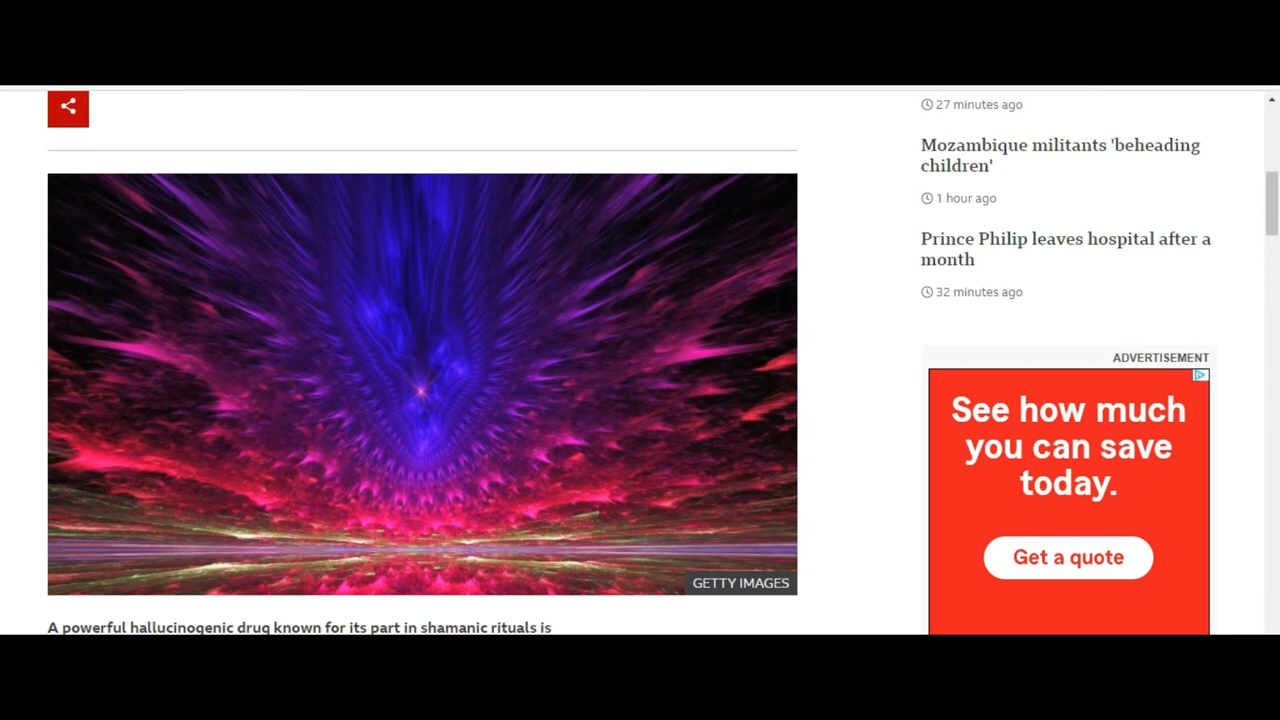 GETTY IMAGES
A powerful hallucinogenic drug known for its part in shamanic rituals is
27 minutes ago
Mozambique militants 'beheading
children'
1 hour ago
Prince Philip leaves hospital after a
month
32 minutes ago
ADVERTISEMENT
See how much
you can save
today.
Get a quote